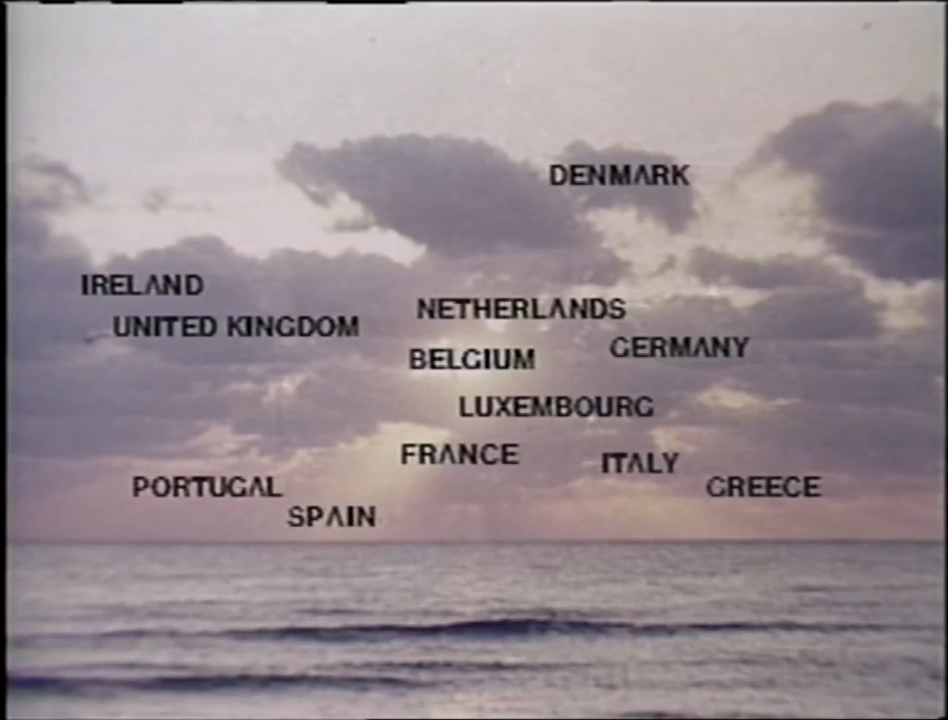 DENMARK
IRELAND
NETHERLANDS
UNITED KINGDOM
GERMANY
BELGIUM
LUXEMBOURG
FRANCE
ITALY
PORTUGAL
GREECE
SPAIN